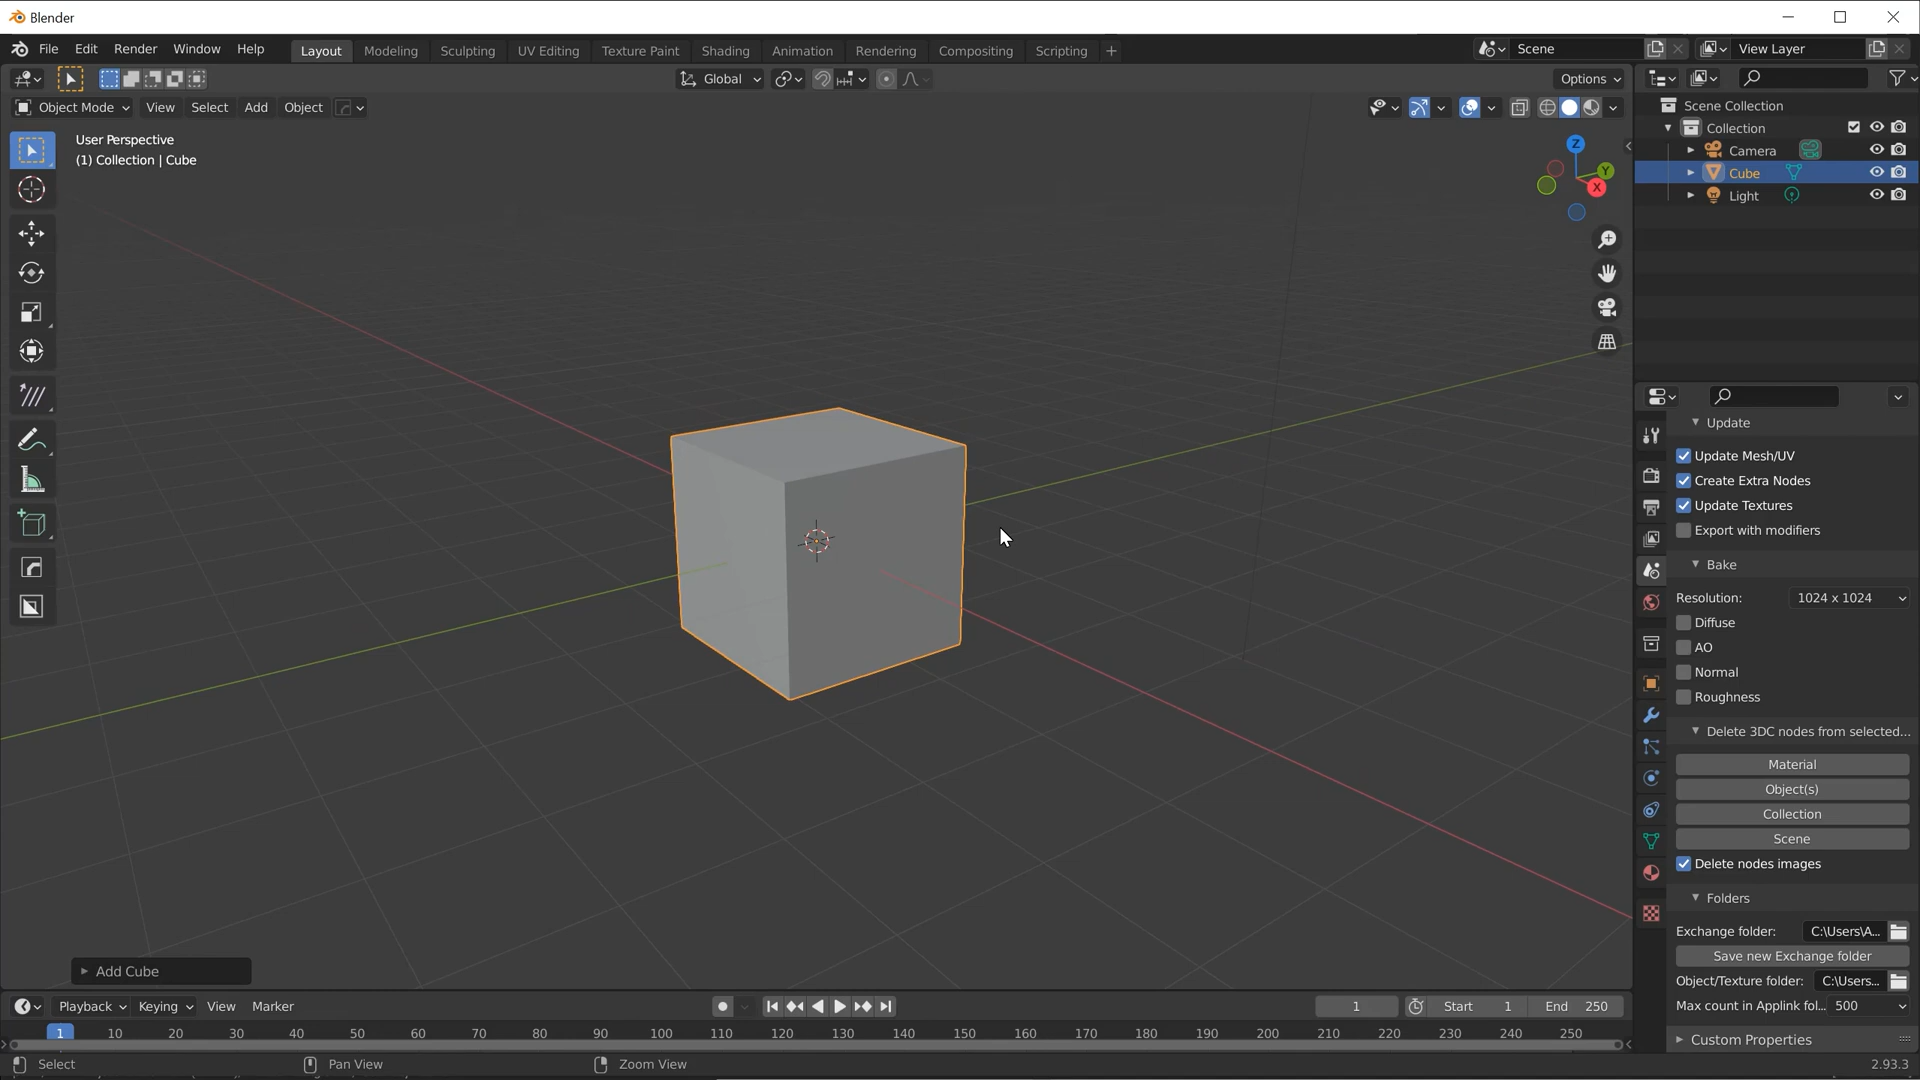 Blender
File Edit Render Window Help Layout Modeling Sculpting UV Editing Texture Paint Shading Animation Rendering Compositing Scripting + Scene View Layer
Global Options
Object Mode View Select Add Object
User Perspective
(1) Collection | Cube
Z
Y
X
Scene Collection
Collection
Camera
Cube
Light
Update
Update Mesh/UV
Create Extra Nodes
Update Textures
Export with modifiers
Bake
Resolution: 1024 x 1024
Diffuse
AO
Normal
Roughness
Delete 3DC nodes from selected...
Material
Object(s)
Collection
Scene
Delete nodes images
Folders
Exchange folder: C:\Users\A...
Save new Exchange folder
Object/Texture folder: C:\Users...
Max count in Applink fol... 500
Custom Properties
Add Cube
Playback Keying View Marker 1 Start 1 End 250
1 10 20 30 40 50 60 70 80 90 100 110 120 130 140 150 160 170 180 190 200 210 220 230 240 250
Select Pan View Zoom View 2.93.3